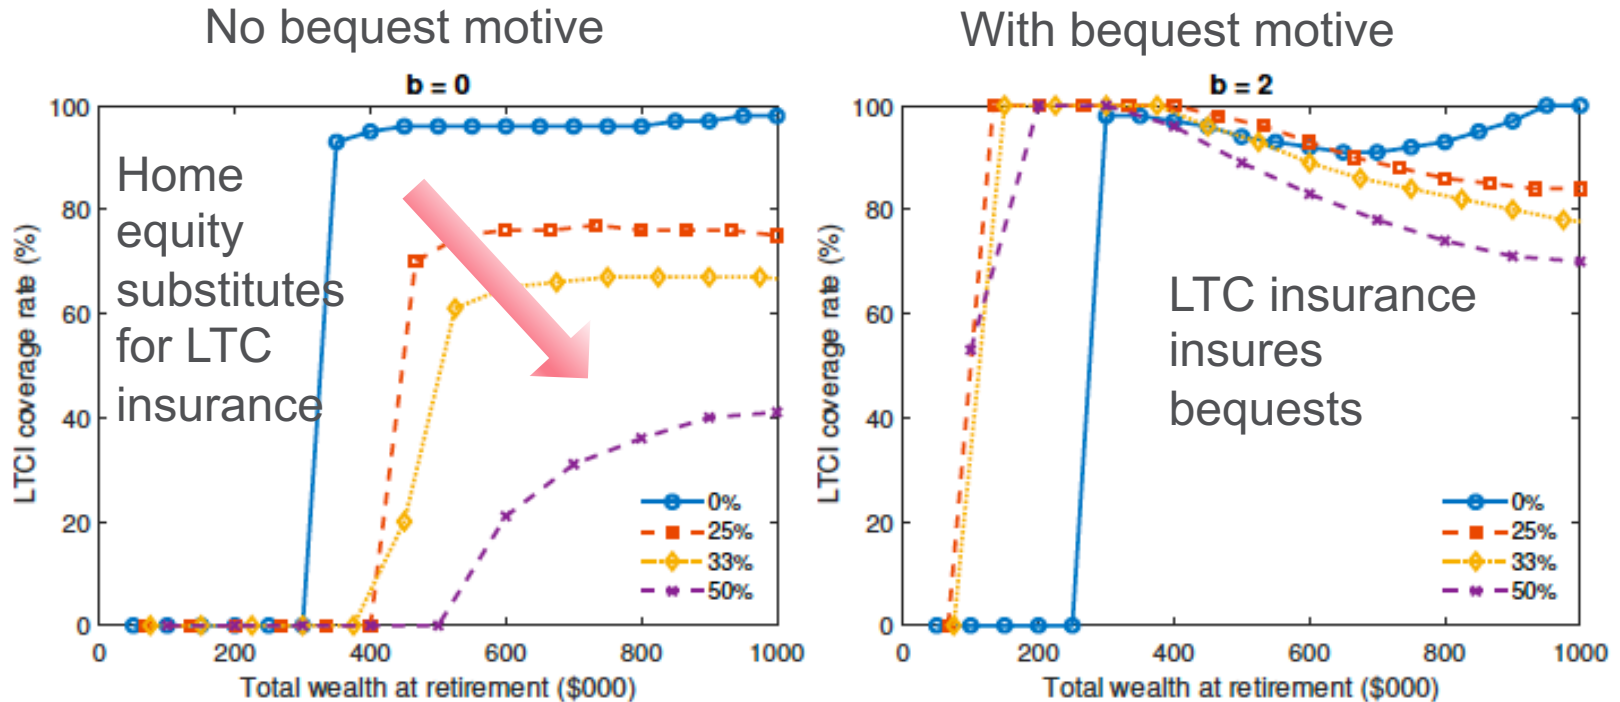 No bequest motive
b = 0
LTCI coverage rate (%)
100
80
60
40
20
0
Home
equity
substitutes
for LTC
insurance
0%
25%
33%
50%
0 200 400 600 800 1000
Total wealth at retirement ($000)
With bequest motive
b = 2
LTCI coverage rate (%)
100
80
60
40
20
0
LTC insurance
insures
bequests
0%
25%
33%
50%
0 200 400 600 800 1000
Total wealth at retirement ($000)